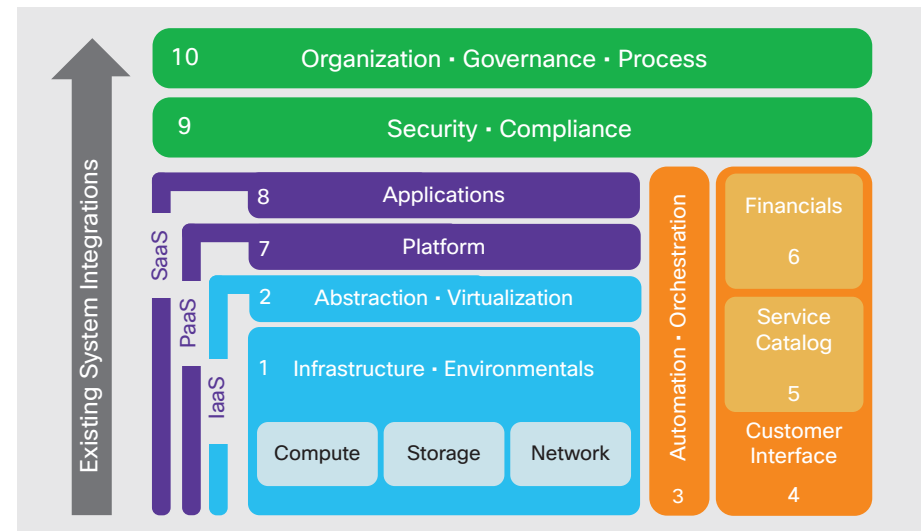 10 Organization · Governance · Process
9 Security · Compliance
Existing System Integrations
SaaS
PaaS
IaaS
8 Applications
7 Platform
2 Abstraction · Virtualization
1 Infrastructure · Environmentals
Compute
Storage
Network
Automation · Orchestration
3
Financials
6
Service
Catalog
5
Customer
Interface
4